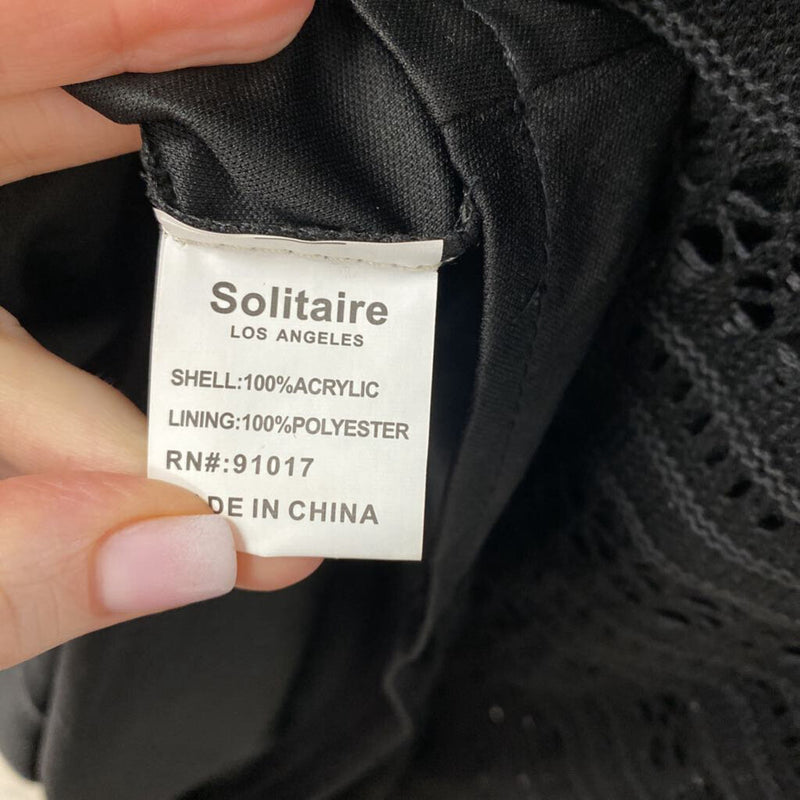 Solitaire
LOS ANGELES
SHELL:100%ACRYLIC
LINING:100%POLYESTER
RN#:91017
DE IN CHINA